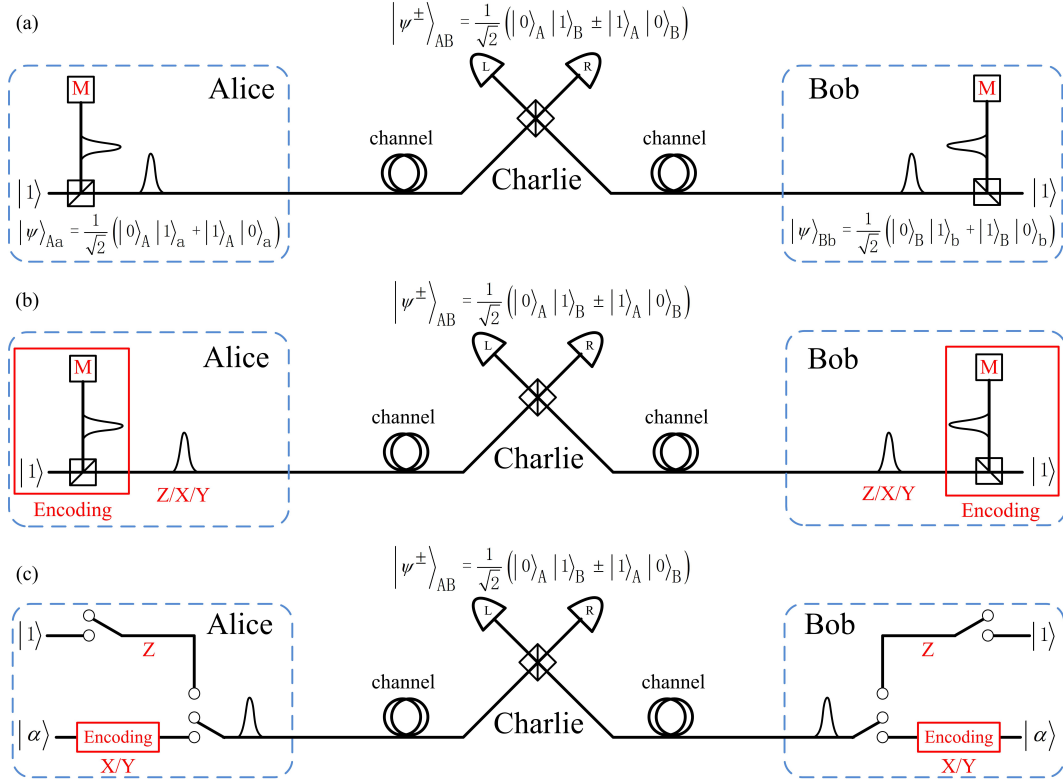 (a)
|ψ±⟩AB = 1/√2 (|0⟩A |1⟩B ± |1⟩A |0⟩B)
L R
M Alice Bob M
channel channel
|1⟩ Charlie |1⟩
|ψ⟩Aa = 1/√2 (|0⟩A |1⟩a + |1⟩A |0⟩a) |ψ⟩Bb = 1/√2 (|0⟩B |1⟩b + |1⟩B |0⟩b)
(b)
|ψ±⟩AB = 1/√2 (|0⟩A |1⟩B ± |1⟩A |0⟩B)
L R
M Alice Bob M
channel channel
|1⟩ Charlie |1⟩
Z/X/Y Z/X/Y
Encoding Encoding
(c)
|ψ±⟩AB = 1/√2 (|0⟩A |1⟩B ± |1⟩A |0⟩B)
L R
|1⟩ Alice Bob |1⟩
Z Z
channel channel
Charlie
|α⟩ Encoding Encoding |α⟩
X/Y X/Y